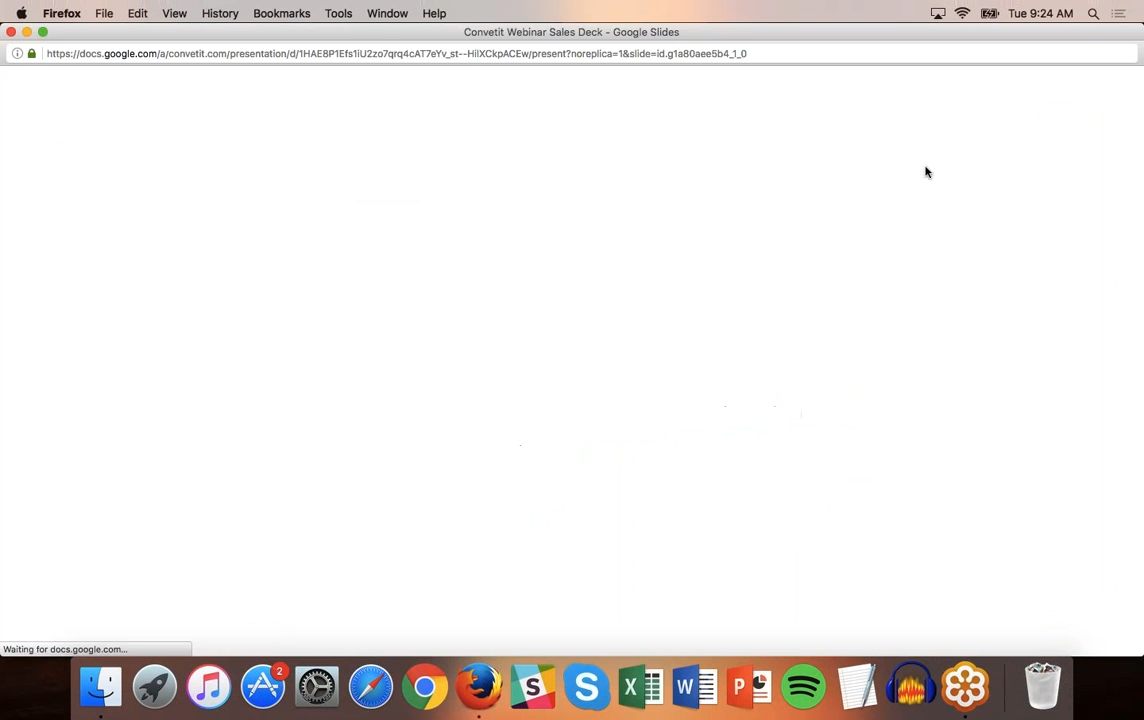 Firefox File Edit View History Bookmarks Tools Window Help Tue 9:24 AM
Convetit Webinar Sales Deck - Google Slides
https://docs.google.com/a/convetit.com/presentation/d/1HAE8P1Efs1iU2zo7qrq4cAT7eYv_st--HilXCkpACEw/present?noreplica=1&slide=id.g1a80aee5b4_1_0
Waiting for docs.google.com...
2